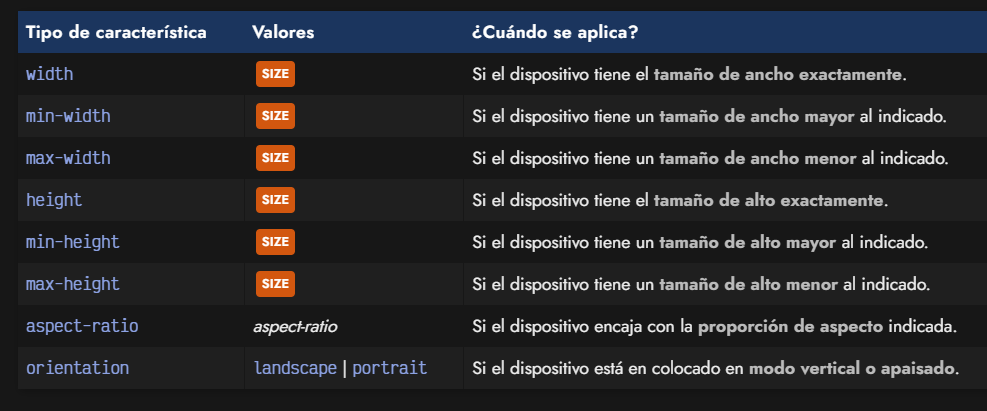 Tipo de característica Valores ¿Cuándo se aplica?
width SIZE Si el dispositivo tiene el tamaño de ancho exactamente.
min-width SIZE Si el dispositivo tiene un tamaño de ancho mayor al indicado.
max-width SIZE Si el dispositivo tiene un tamaño de ancho menor al indicado.
height SIZE Si el dispositivo tiene el tamaño de alto exactamente.
min-height SIZE Si el dispositivo tiene un tamaño de alto mayor al indicado.
max-height SIZE Si el dispositivo tiene un tamaño de alto menor al indicado.
aspect-ratio aspect-ratio Si el dispositivo encaja con la proporción de aspecto indicada.
orientation landscape | portrait Si el dispositivo está en colocado en modo vertical o apaisado.